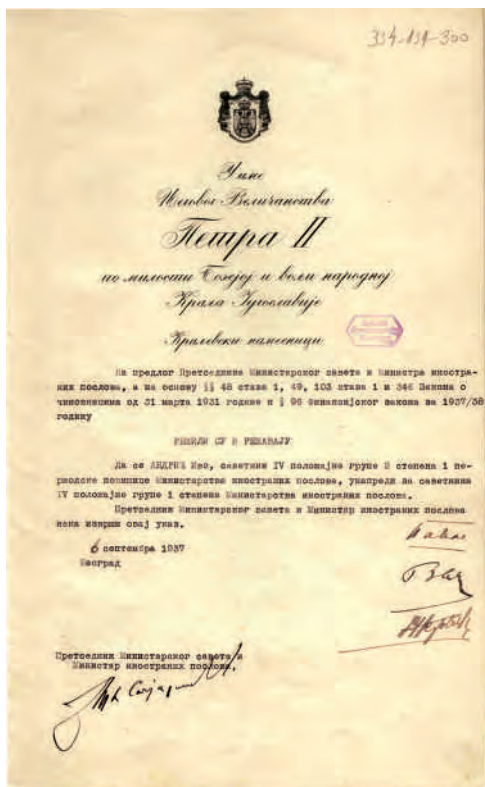 334-131-300
У име
Његовог Величанства
Петра II
по милости Божјој и вољи народној
Краља Југославије
Краљевски намесници
На предлог Претседника Министарског савета и Министра иностра-
них послова, а на основу §§ 48 става 1, 49, 103 става 1 и 346 Закона о
чиновницима од 31 марта 1931 године и § 96 Финансијског закона за 1937/38
годину
РЕШИЛИ СУ И РЕШАВАЈУ
Да се АНДРИЋ Иво, саветник IV положајне групе 2 степена 1 пе-
риодске повишице Министарства иностраних послова, унапреди за саветника
IV положајне групе 1 степена Министарства иностраних послова.
Претседник Министарског савета и Министар иностраних послова
нека изврши овај указ.
6 септембра 1937
Београд
Павле
Претседник Министарског савета и
Министар иностраних послова,